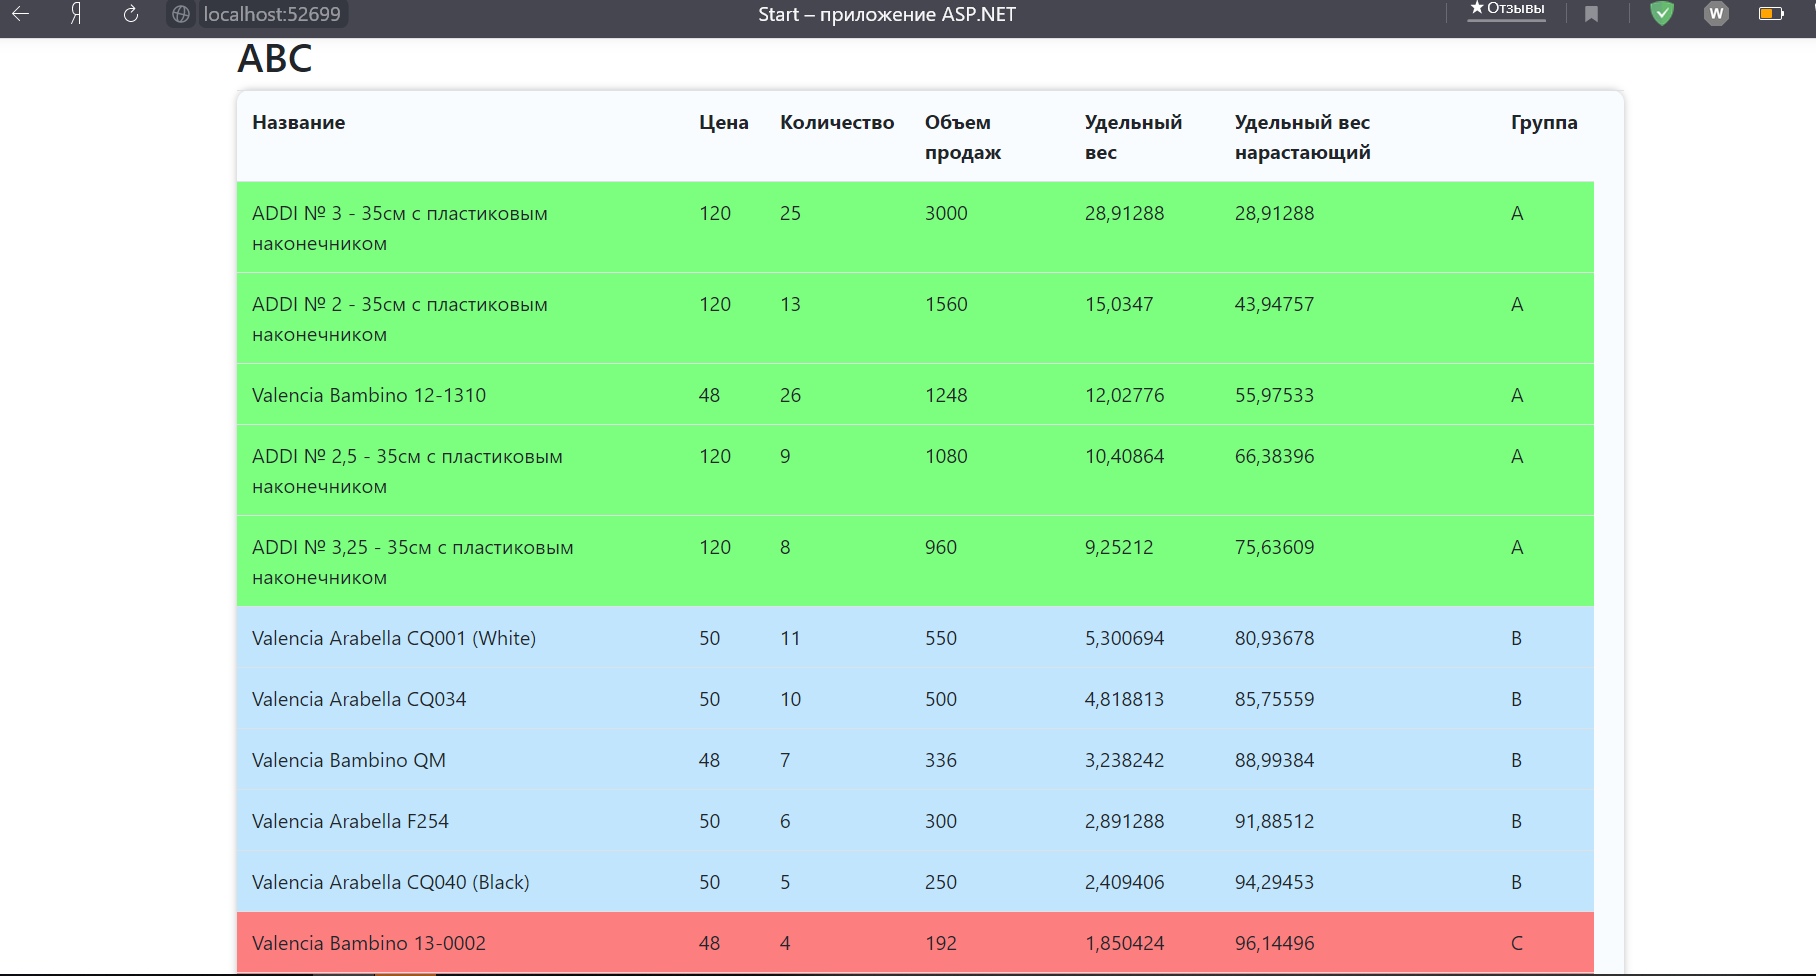 Я localhost:52699 Start – приложение ASP.NET ★ Отзывы W
ABC
Название Цена Количество Объем продаж Удельный вес Удельный вес нарастающий Группа
ADDI № 3 - 35см с пластиковым наконечником 120 25 3000 28,91288 28,91288 A
ADDI № 2 - 35см с пластиковым наконечником 120 13 1560 15,0347 43,94757 A
Valencia Bambino 12-1310 48 26 1248 12,02776 55,97533 A
ADDI № 2,5 - 35см с пластиковым наконечником 120 9 1080 10,40864 66,38396 A
ADDI № 3,25 - 35см с пластиковым наконечником 120 8 960 9,25212 75,63609 A
Valencia Arabella CQ001 (White) 50 11 550 5,300694 80,93678 B
Valencia Arabella CQ034 50 10 500 4,818813 85,75559 B
Valencia Bambino QM 48 7 336 3,238242 88,99384 B
Valencia Arabella F254 50 6 300 2,891288 91,88512 B
Valencia Arabella CQ040 (Black) 50 5 250 2,409406 94,29453 B
Valencia Bambino 13-0002 48 4 192 1,850424 96,14496 C